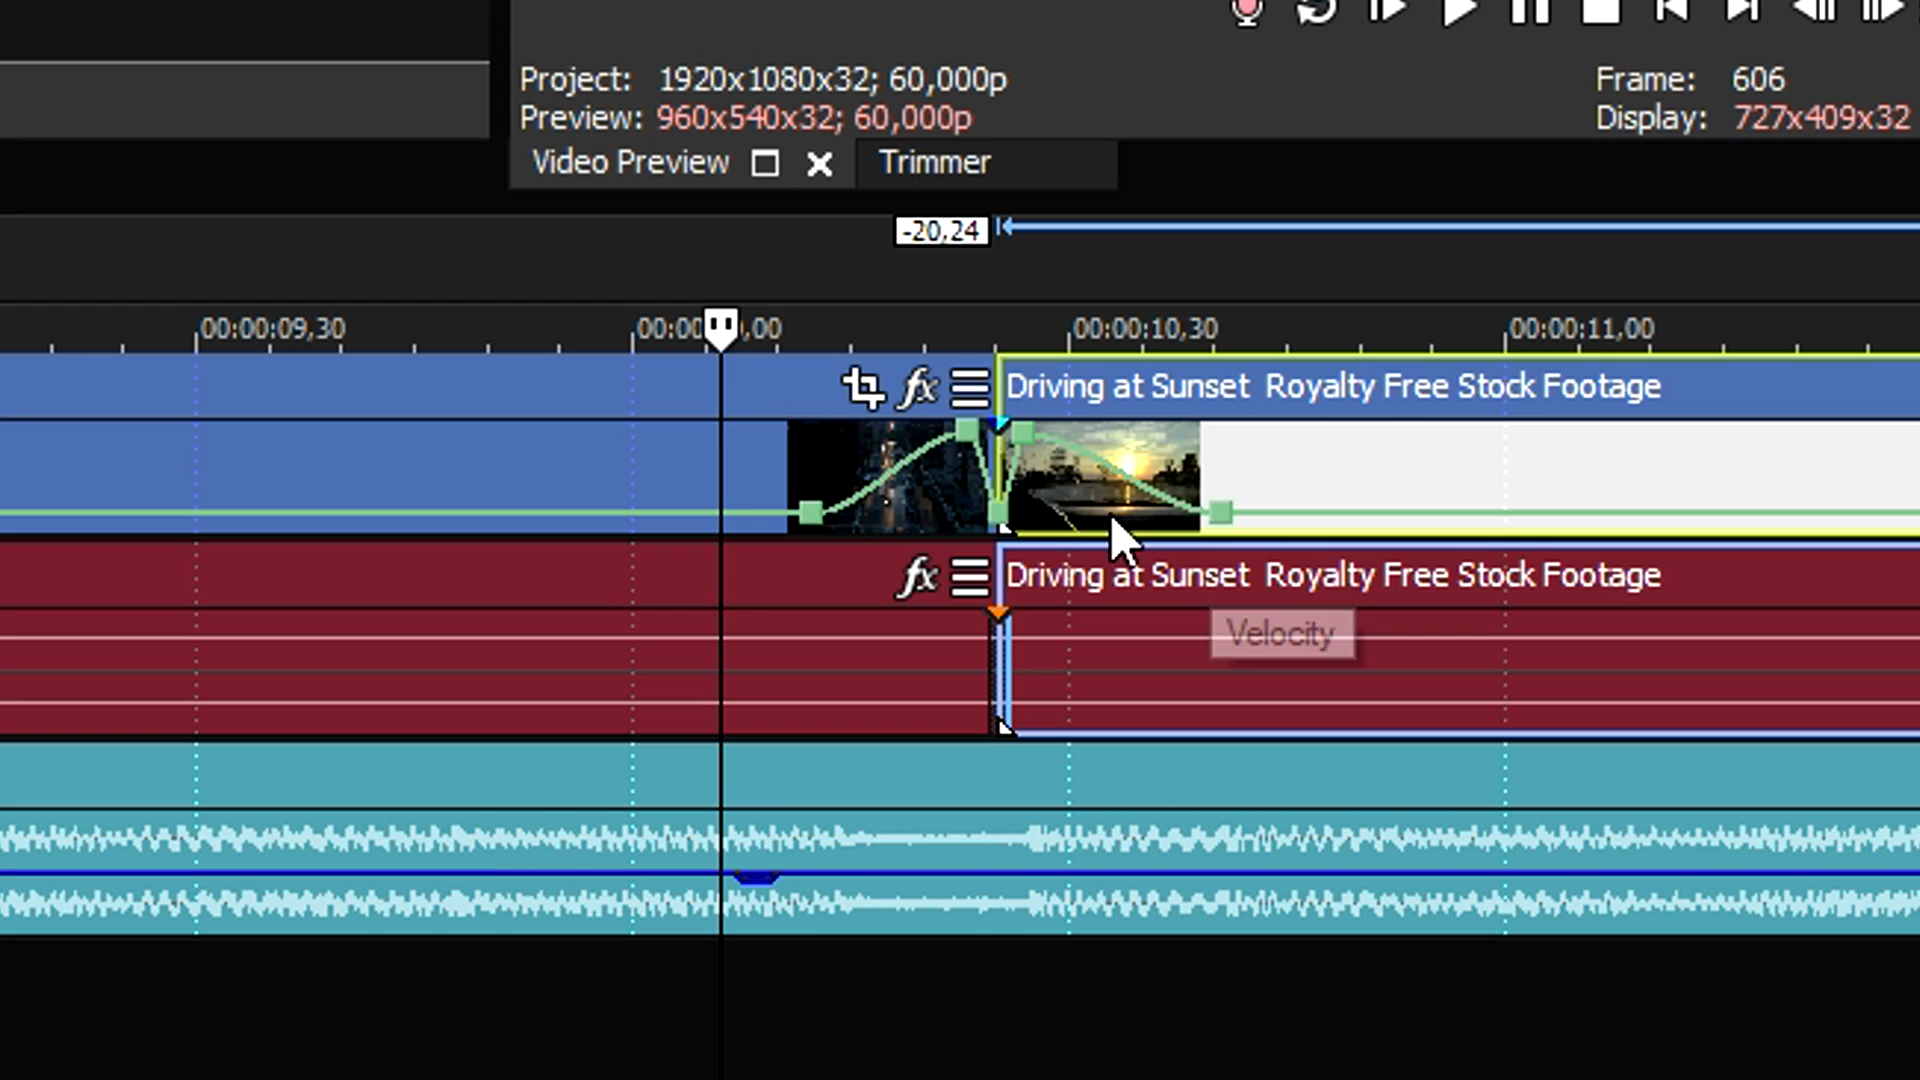 Project: 1920x1080x32; 60,000p
Frame: 606
Preview: 960x540x32; 60,000p
Display: 727x409x32
Video Preview
Trimmer
-20,24
00:00:09,30
00:00
,00
00:00:10,30
00:00:11,00
fx
Driving at Sunset Royalty Free Stock Footage
fx
Driving at Sunset Royalty Free Stock Footage
Velocity